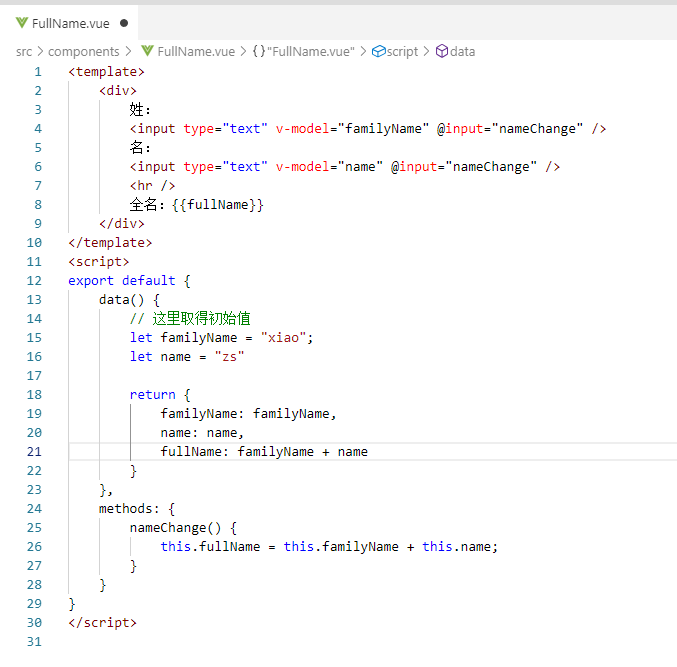 FullName.vue ●
src > components > FullName.vue > {} "FullName.vue" > script > data
1 <template>
2     <div>
3         姓：
4         <input type="text" v-model="familyName" @input="nameChange" />
5         名：
6         <input type="text" v-model="name" @input="nameChange" />
7         <hr />
8         全名：{{fullName}}
9     </div>
10 </template>
11 <script>
12 export default {
13     data() {
14         // 这里取得初始值
15         let familyName = "xiao";
16         let name = "zs"
17
18         return {
19             familyName: familyName,
20             name: name,
21             fullName: familyName + name
22         }
23     },
24     methods: {
25         nameChange() {
26             this.fullName = this.familyName + this.name;
27         }
28     }
29 }
30 </script>
31